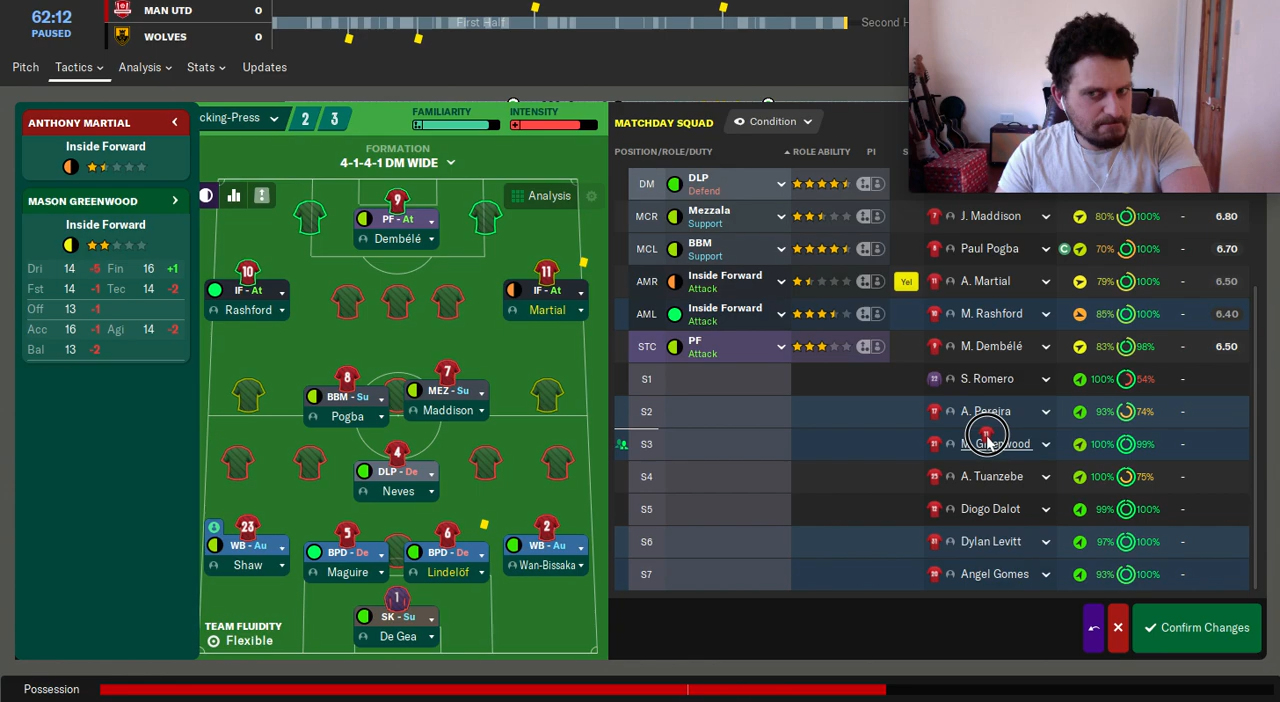 62:12
PAUSED
MAN UTD 0
WOLVES 0
First Half
Second H
Pitch Tactics Analysis Stats Updates
ANTHONY MARTIAL
Inside Forward
MASON GREENWOOD
Inside Forward
Dri 14 -5 Fin 16 +1
Fst 14 -1 Tec 14 -2
Off 13 -1
Acc 16 -1 Agi 14 -2
Bal 13 -2
cking-Press 2 3
FAMILIARITY INTENSITY
FORMATION
4-1-4-1 DM WIDE
Analysis
9
PF - At
Dembélé
10
IF - At
Rashford
11
IF - At
Martial
8
BBM - Su
Pogba
7
MEZ - Su
Maddison
4
DLP - De
Neves
23
WB - Au
Shaw
5
BPD - De
Maguire
6
BPD - De
Lindelöf
2
WB - Au
Wan-Bissaka
1
SK - Su
De Gea
TEAM FLUIDITY
Flexible
MATCHDAY SQUAD Condition
POSITION/ROLE/DUTY ROLE ABILITY PI S
DM DLP
Defend
MCR Mezzala
Support
7 J. Maddison 80% 100% - 6.80
MCL BBM
Support
8 Paul Pogba C 70% 100% - 6.70
AMR Inside Forward
Attack
Yel 11 A. Martial 79% 100% - 6.50
AML Inside Forward
Attack
10 M. Rashford 85% 100% - 6.40
STC PF
Attack
9 M. Dembélé 83% 98% - 6.50
S1 22 S. Romero 100% 54% -
S2 A. Pereira 93% 74% -
S3 M. Greenwood 100% 99% -
S4 A. Tuanzebe 100% 75% -
S5 Diogo Dalot 99% 100% -
S6 Dylan Levitt 97% 100% -
S7 Angel Gomes 93% 100% -
Confirm Changes
Possession